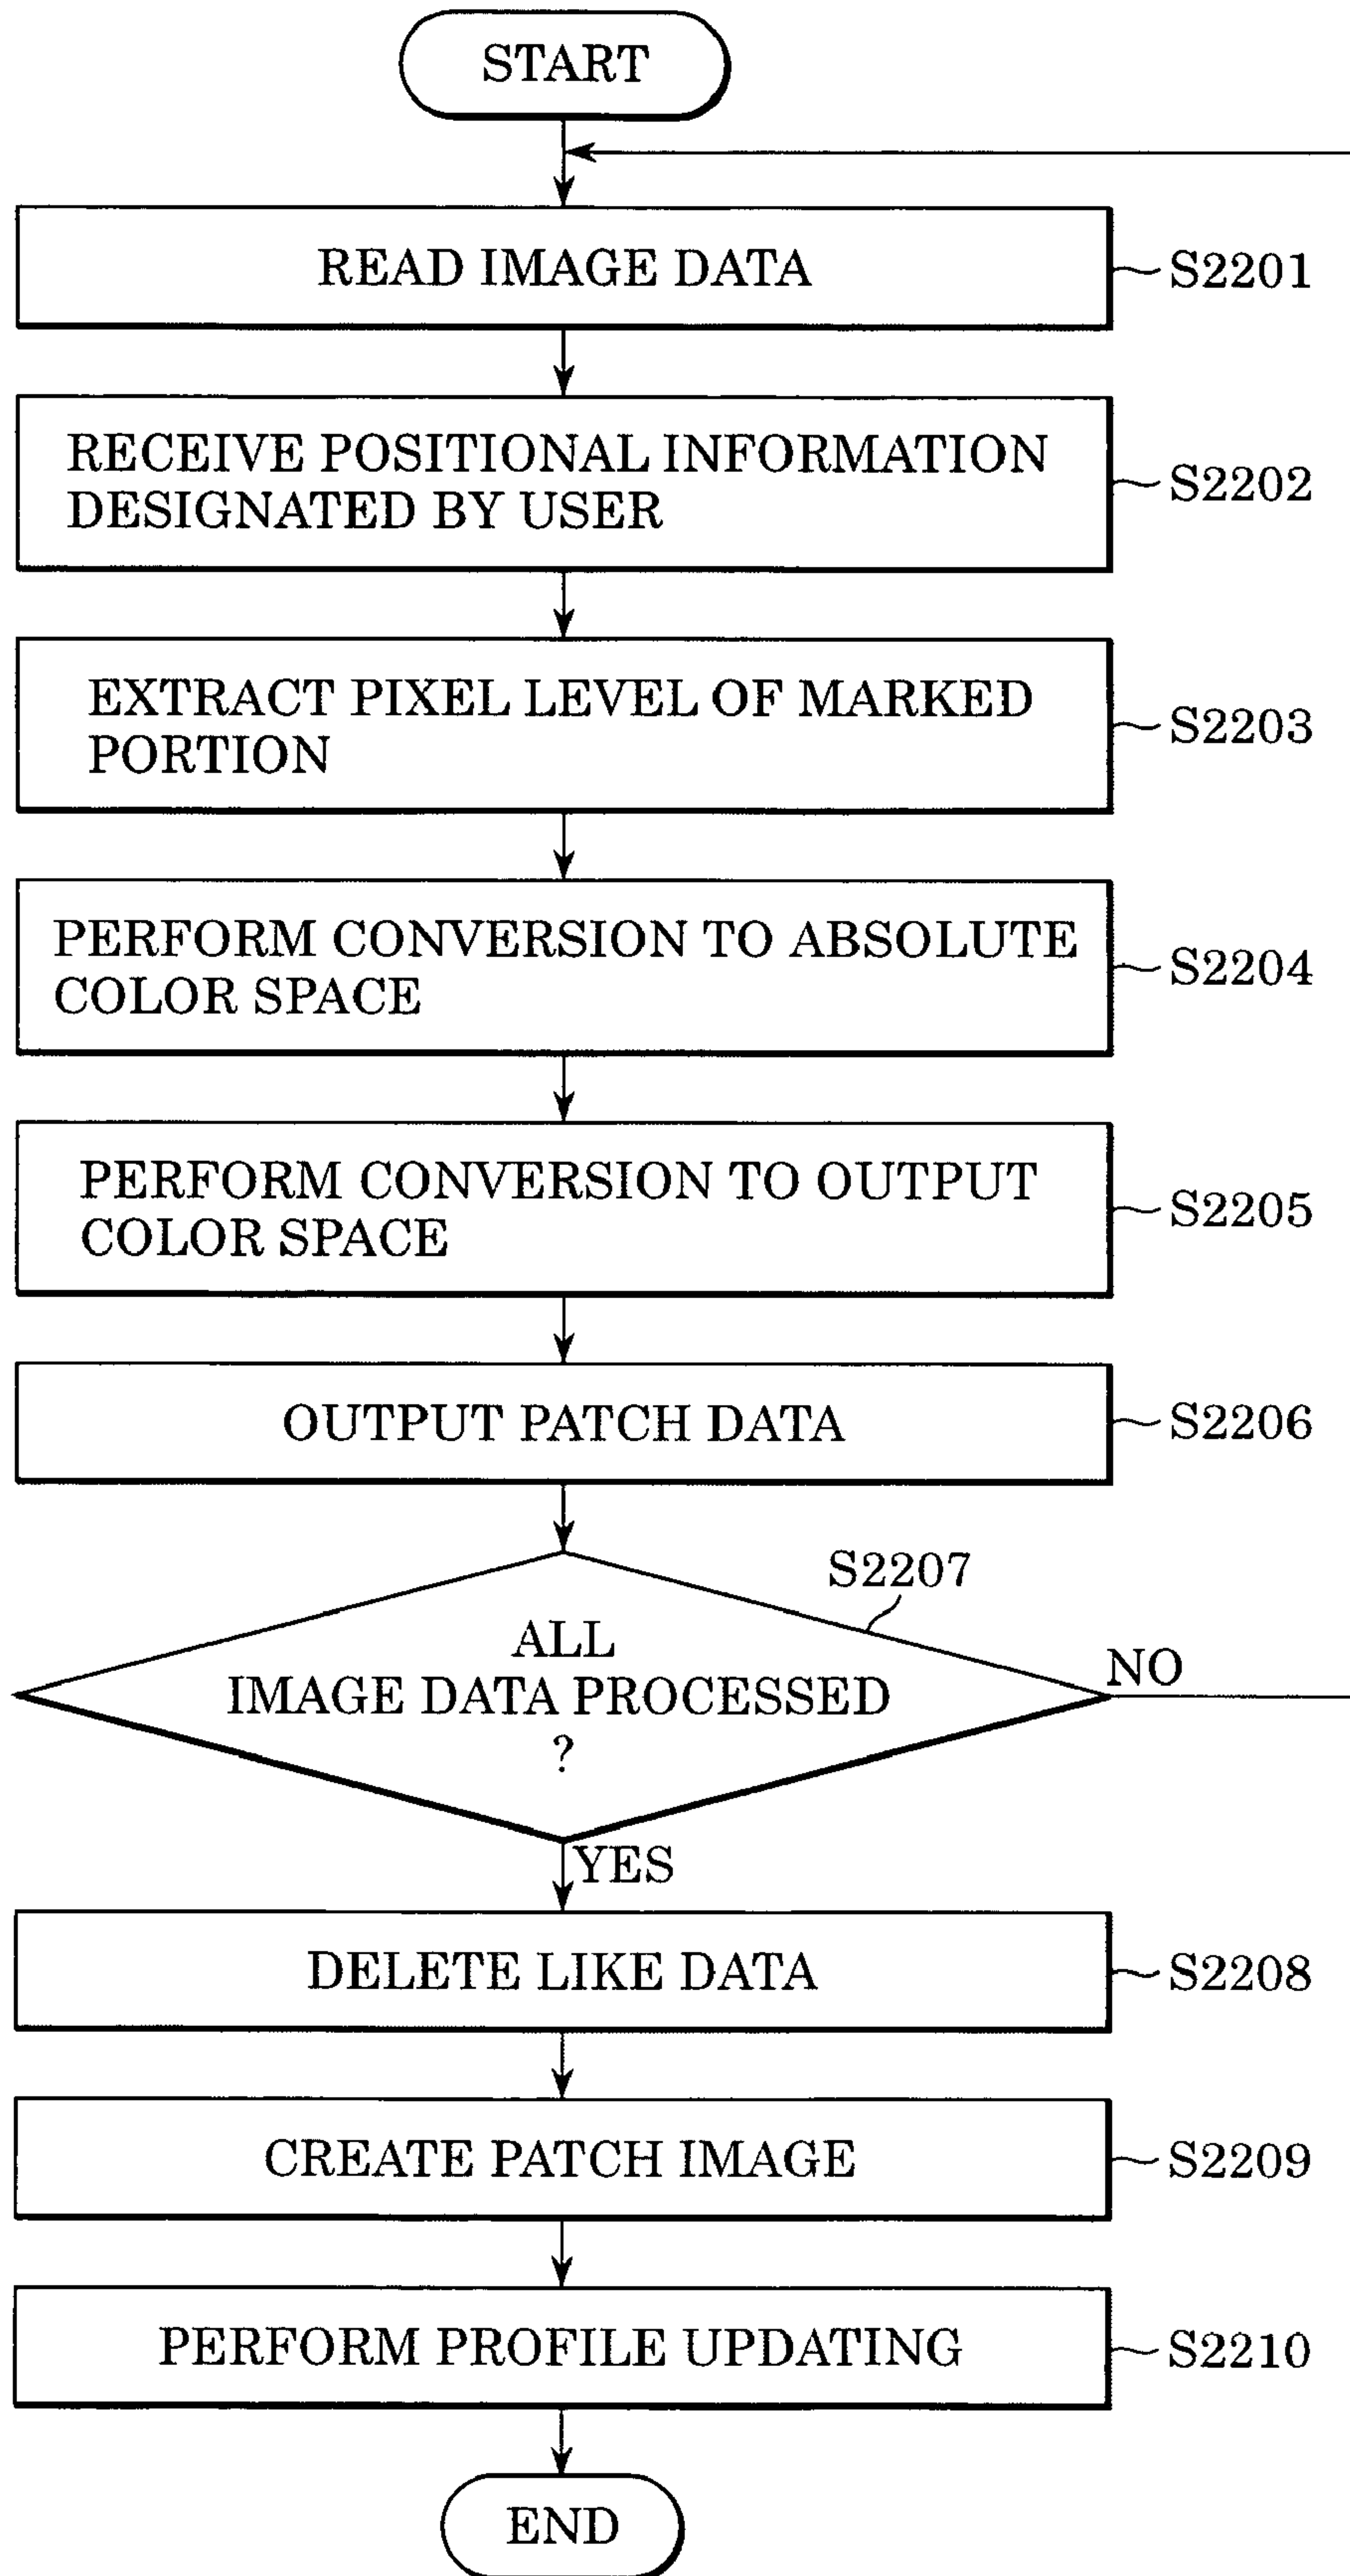 START
READ IMAGE DATA
S2201
RECEIVE POSITIONAL INFORMATION
DESIGNATED BY USER
S2202
EXTRACT PIXEL LEVEL OF MARKED
PORTION
S2203
PERFORM CONVERSION TO ABSOLUTE
COLOR SPACE
S2204
PERFORM CONVERSION TO OUTPUT
COLOR SPACE
S2205
OUTPUT PATCH DATA
S2206
S2207
ALL
IMAGE DATA PROCESSED
?
NO
YES
DELETE LIKE DATA
S2208
CREATE PATCH IMAGE
S2209
PERFORM PROFILE UPDATING
S2210
END